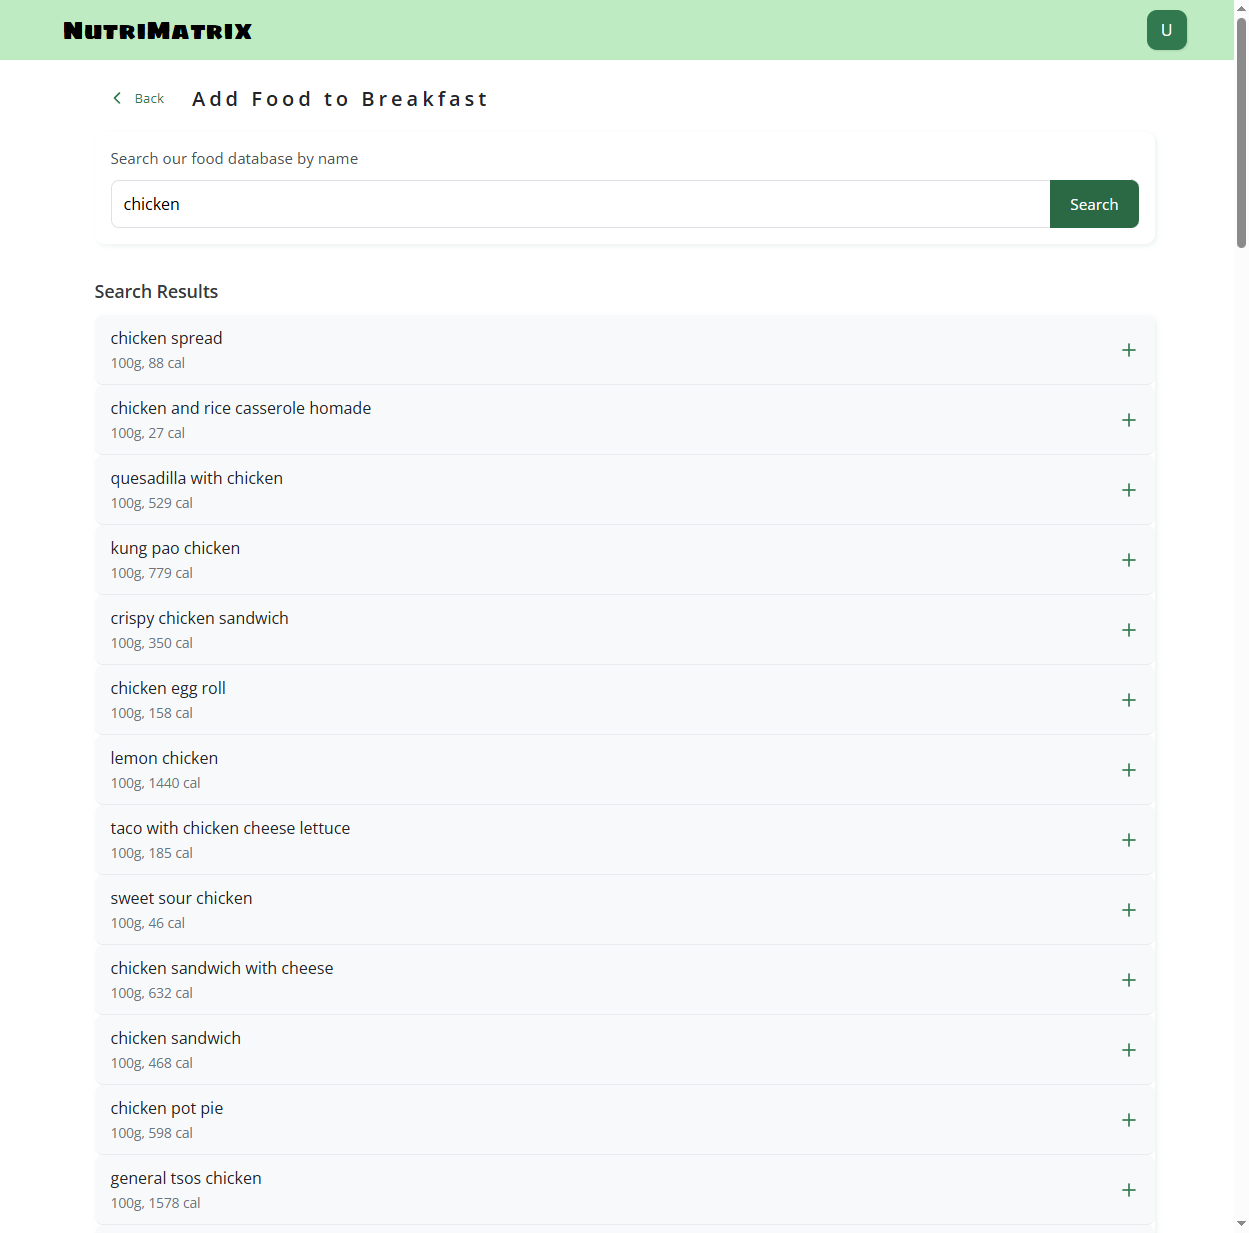 NutriMatrix
U
Back
Add Food to Breakfast
Search our food database by name
chicken
Search
Search Results
chicken spread
100g, 88 cal
chicken and rice casserole homade
100g, 27 cal
quesadilla with chicken
100g, 529 cal
kung pao chicken
100g, 779 cal
crispy chicken sandwich
100g, 350 cal
chicken egg roll
100g, 158 cal
lemon chicken
100g, 1440 cal
taco with chicken cheese lettuce
100g, 185 cal
sweet sour chicken
100g, 46 cal
chicken sandwich with cheese
100g, 632 cal
chicken sandwich
100g, 468 cal
chicken pot pie
100g, 598 cal
general tsos chicken
100g, 1578 cal